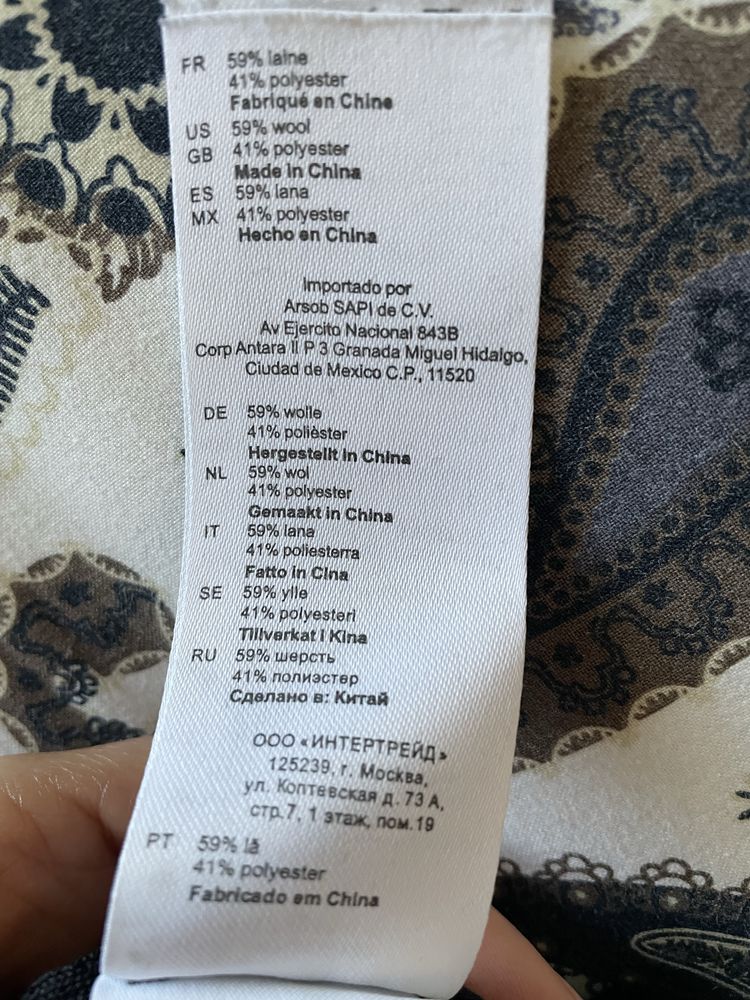 FR 59% laine
41% polyester
Fabriqué en Chine
US 59% wool
GB 41% polyester
Made in China
ES 59% lana
MX 41% polyester
Hecho en China
Importado por
Arsob SAPI de C.V.
Av Ejercito Nacional 843B
Corp Antara II P 3 Granada Miguel Hidalgo,
Ciudad de Mexico C.P., 11520
DE 59% wolle
41% polièster
Hergestellt in China
NL 59% wol
41% polyester
Gemaakt in China
IT 59% lana
41% poliesterra
Fatto in Cina
SE 59% ylle
41% polyesteri
Tillverkat i Kina
RU 59% шерсть
41% полиэстер
Сделано в: Китай
ООО «ИНТЕРТРЕЙД»
125239, г. Москва,
ул. Коптевская д. 73 А,
стр.7, 1 этаж, пом.19
PT 59% lã
41% polyester
Fabricado em China